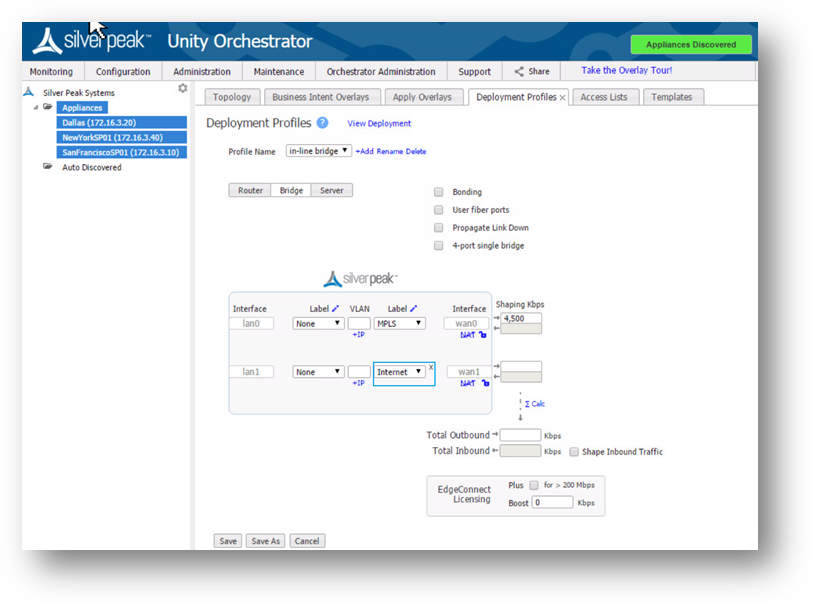 silver peak™ Unity Orchestrator Appliances Discovered
Monitoring Configuration Administration Maintenance Orchestrator Administration Support Share Take the Overlay Tour!
Silver Peak Systems
Appliances
Dallas (172.16.3.20)
NewYorkSP01 (172.16.3.40)
SanFranciscoSP01 (172.16.3.10)
Auto Discovered
Topology Business Intent Overlays Apply Overlays Deployment Profiles × Access Lists Templates
Deployment Profiles ? View Deployment
Profile Name in-line bridge ▼ +Add Rename Delete
Router Bridge Server
Bonding
User fiber ports
Propagate Link Down
4-port single bridge
silver peak™
Interface Label VLAN Label Interface Shaping Kbps
lan0 None ▼ MPLS ▼ wan0 → 4,500
+IP NAT ←
lan1 None ▼ Internet ▼ x wan1 →
+IP NAT ←
Σ Calc
Total Outbound → Kbps
Total Inbound ← Kbps Shape Inbound Traffic
EdgeConnect Licensing
Plus for > 200 Mbps
Boost 0 Kbps
Save Save As Cancel